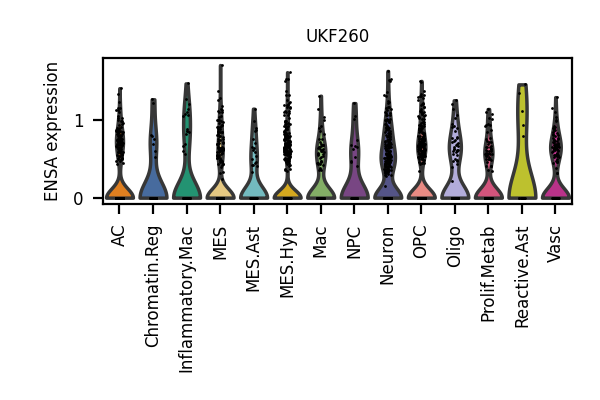 UKF260
ENSA expression
1
0
AC
Chromatin.Reg
Inflammatory.Mac
MES
MES.Ast
MES.Hyp
Mac
NPC
Neuron
OPC
Oligo
Prolif.Metab
Reactive.Ast
Vasc